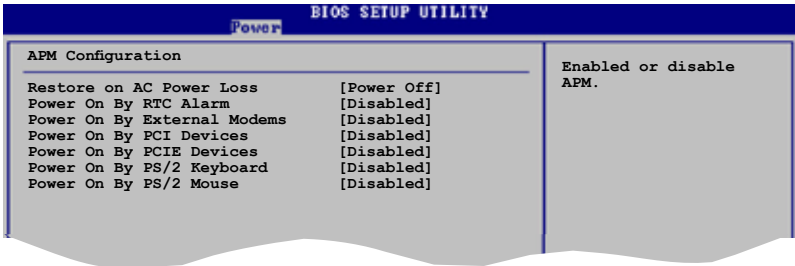 BIOS SETUP UTILITY
Power
APM Configuration
Restore on AC Power Loss [Power Off]
Power On By RTC Alarm [Disabled]
Power On By External Modems [Disabled]
Power On By PCI Devices [Disabled]
Power On By PCIE Devices [Disabled]
Power On By PS/2 Keyboard [Disabled]
Power On By PS/2 Mouse [Disabled]
Enabled or disable
APM.